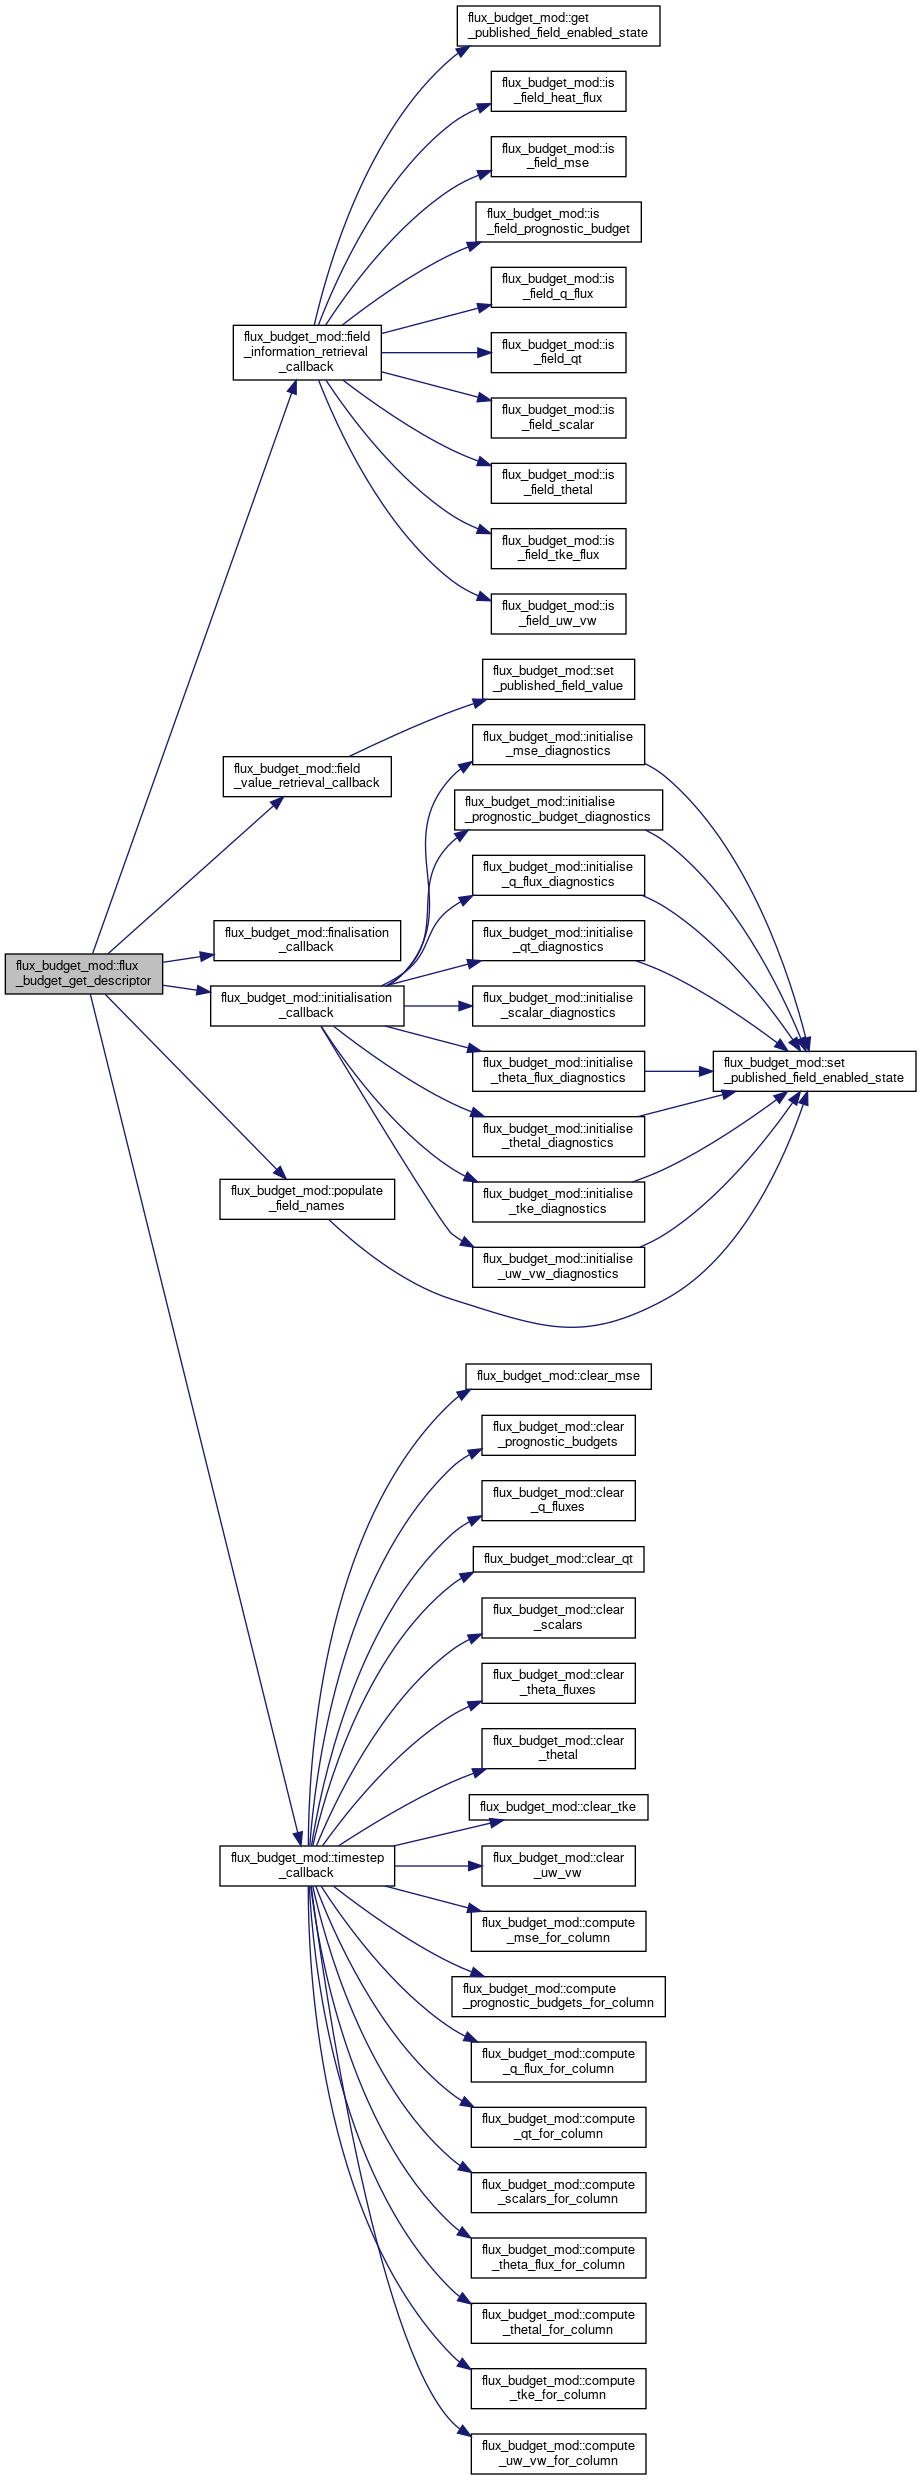 flux_budget_mod::get
_published_field_enabled_state
flux_budget_mod::is
_field_heat_flux
flux_budget_mod::is
_field_mse
flux_budget_mod::is
_field_prognostic_budget
flux_budget_mod::is
_field_q_flux
flux_budget_mod::field
_information_retrieval
_callback
flux_budget_mod::is
_field_qt
flux_budget_mod::is
_field_scalar
flux_budget_mod::is
_field_thetal
flux_budget_mod::is
_field_tke_flux
flux_budget_mod::is
_field_uw_vw
flux_budget_mod::set
_published_field_value
flux_budget_mod::initialise
_mse_diagnostics
flux_budget_mod::field
_value_retrieval_callback
flux_budget_mod::initialise
_prognostic_budget_diagnostics
flux_budget_mod::initialise
_q_flux_diagnostics
flux_budget_mod::finalisation
_callback
flux_budget_mod::initialise
_qt_diagnostics
flux_budget_mod::flux
_budget_get_descriptor
flux_budget_mod::initialisation
_callback
flux_budget_mod::initialise
_scalar_diagnostics
flux_budget_mod::initialise
_theta_flux_diagnostics
flux_budget_mod::set
_published_field_enabled_state
flux_budget_mod::initialise
_thetal_diagnostics
flux_budget_mod::populate
_field_names
flux_budget_mod::initialise
_tke_diagnostics
flux_budget_mod::initialise
_uw_vw_diagnostics
flux_budget_mod::clear_mse
flux_budget_mod::clear
_prognostic_budgets
flux_budget_mod::clear
_q_fluxes
flux_budget_mod::clear_qt
flux_budget_mod::clear
_scalars
flux_budget_mod::clear
_theta_fluxes
flux_budget_mod::clear
_thetal
flux_budget_mod::clear_tke
flux_budget_mod::timestep
_callback
flux_budget_mod::clear
_uw_vw
flux_budget_mod::compute
_mse_for_column
flux_budget_mod::compute
_prognostic_budgets_for_column
flux_budget_mod::compute
_q_flux_for_column
flux_budget_mod::compute
_qt_for_column
flux_budget_mod::compute
_scalars_for_column
flux_budget_mod::compute
_theta_flux_for_column
flux_budget_mod::compute
_thetal_for_column
flux_budget_mod::compute
_tke_for_column
flux_budget_mod::compute
_uw_vw_for_column